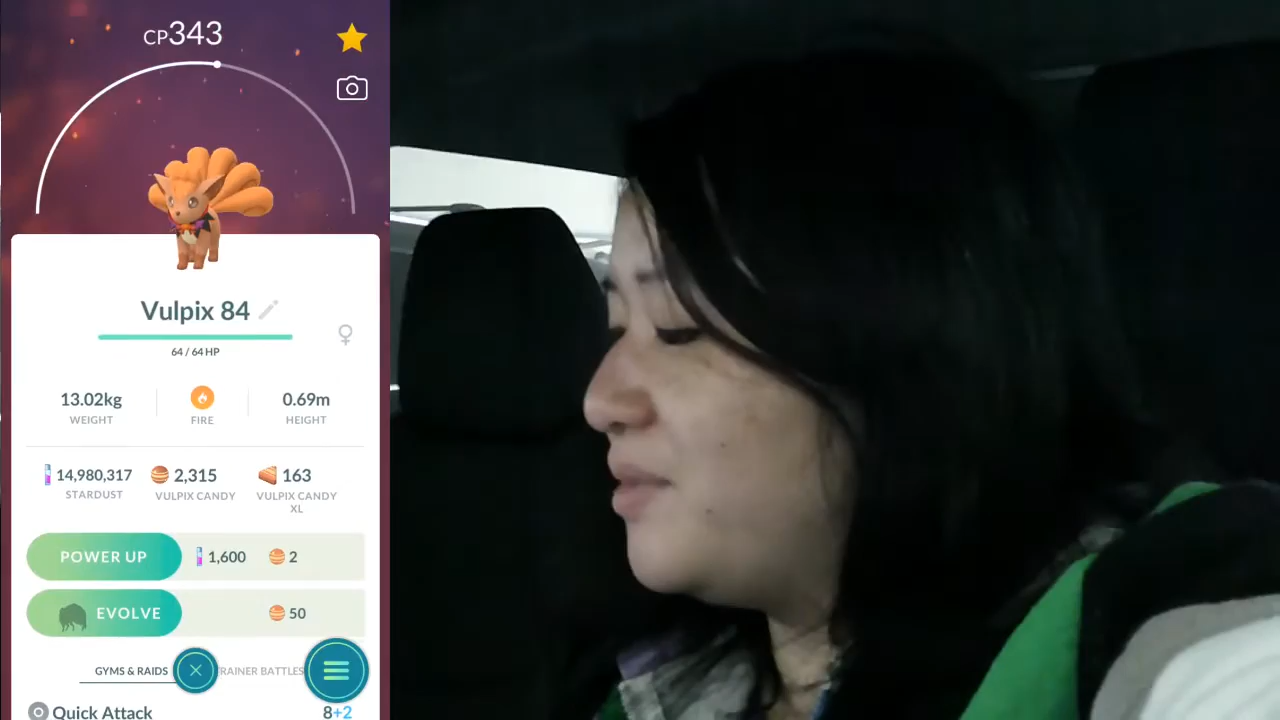 CP343
Vulpix 84
64 / 64 HP
13.02kg
WEIGHT
FIRE
0.69m
HEIGHT
14,980,317
STARDUST
2,315
VULPIX CANDY
163
VULPIX CANDY
XL
POWER UP 1,600 2
EVOLVE 50
GYMS & RAIDS TRAINER BATTLES
Quick Attack 8+2